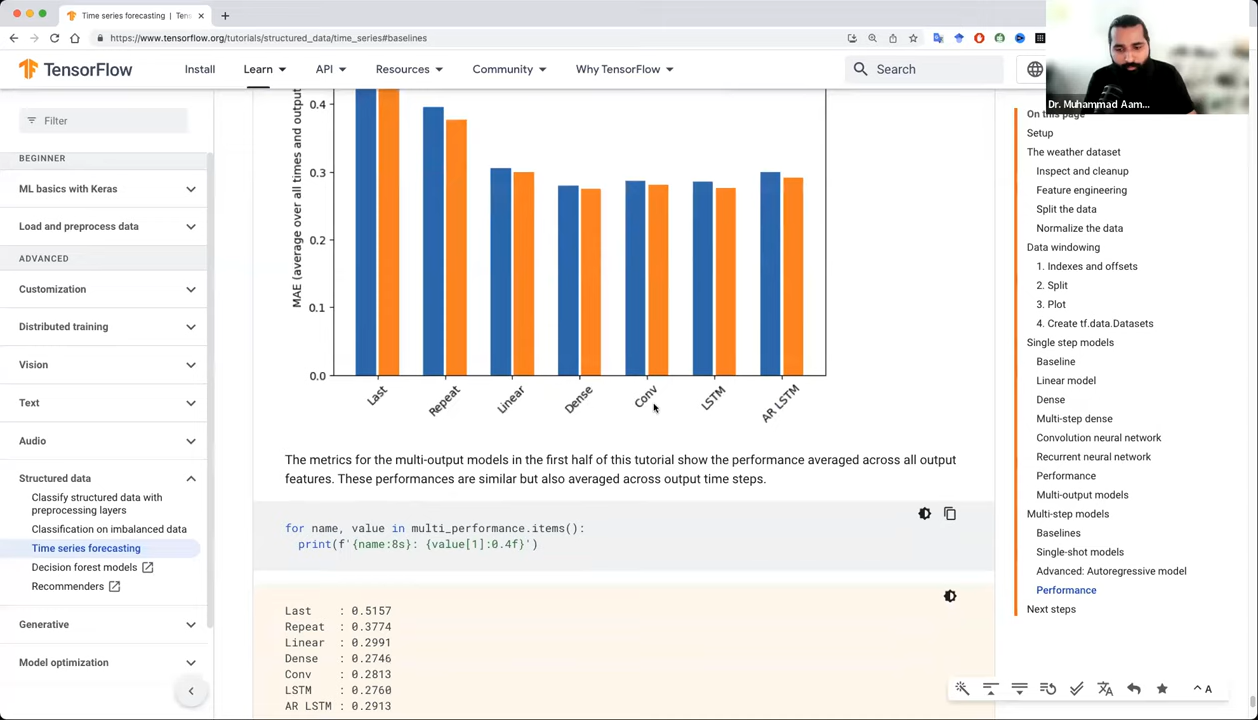 Time series forecasting | Tens
https://www.tensorflow.org/tutorials/structured_data/time_series#baselines
TensorFlow
Install
Learn
API
Resources
Community
Why TensorFlow
Search
Dr. Muhammad Aam...
Filter
BEGINNER
ML basics with Keras
Load and preprocess data
ADVANCED
Customization
Distributed training
Vision
Text
Audio
Structured data
Classify structured data with
preprocessing layers
Classification on imbalanced data
Time series forecasting
Decision forest models
Recommenders
Generative
Model optimization
MAE (average over all times and output
0.4
0.3
0.2
0.1
0.0
Last
Repeat
Linear
Dense
Conv
LSTM
AR LSTM
The metrics for the multi-output models in the first half of this tutorial show the performance averaged across all output
features. These performances are similar but also averaged across output time steps.
for name, value in multi_performance.items():
  print(f'{name:8s}: {value[1]:0.4f}')
Last    : 0.5157
Repeat  : 0.3774
Linear  : 0.2991
Dense   : 0.2746
Conv    : 0.2813
LSTM    : 0.2760
AR LSTM : 0.2913
On this page
Setup
The weather dataset
Inspect and cleanup
Feature engineering
Split the data
Normalize the data
Data windowing
1. Indexes and offsets
2. Split
3. Plot
4. Create tf.data.Datasets
Single step models
Baseline
Linear model
Dense
Multi-step dense
Convolution neural network
Recurrent neural network
Performance
Multi-output models
Multi-step models
Baselines
Single-shot models
Advanced: Autoregressive model
Performance
Next steps
A